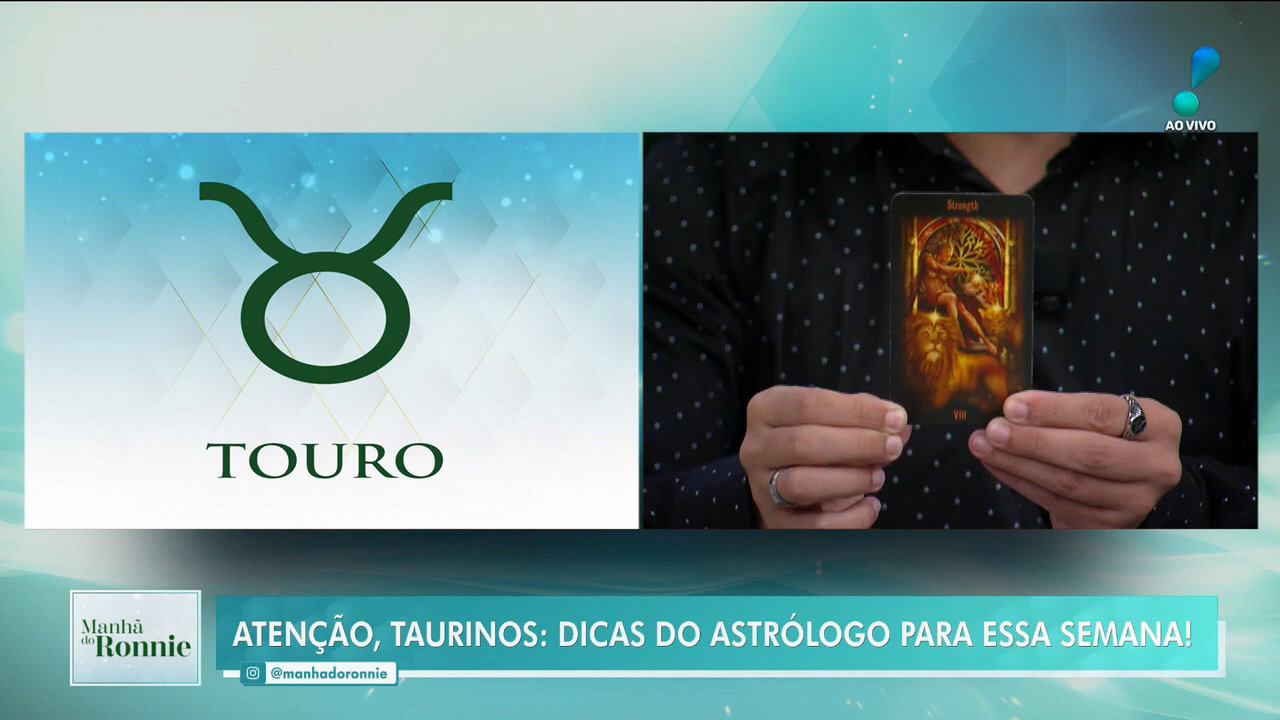 AO VIVO
TOURO
Strength
VIII
Manhã
do Ronnie
ATENÇÃO, TAURINOS: DICAS DO ASTRÓLOGO PARA ESSA SEMANA!
@manhadoronnie